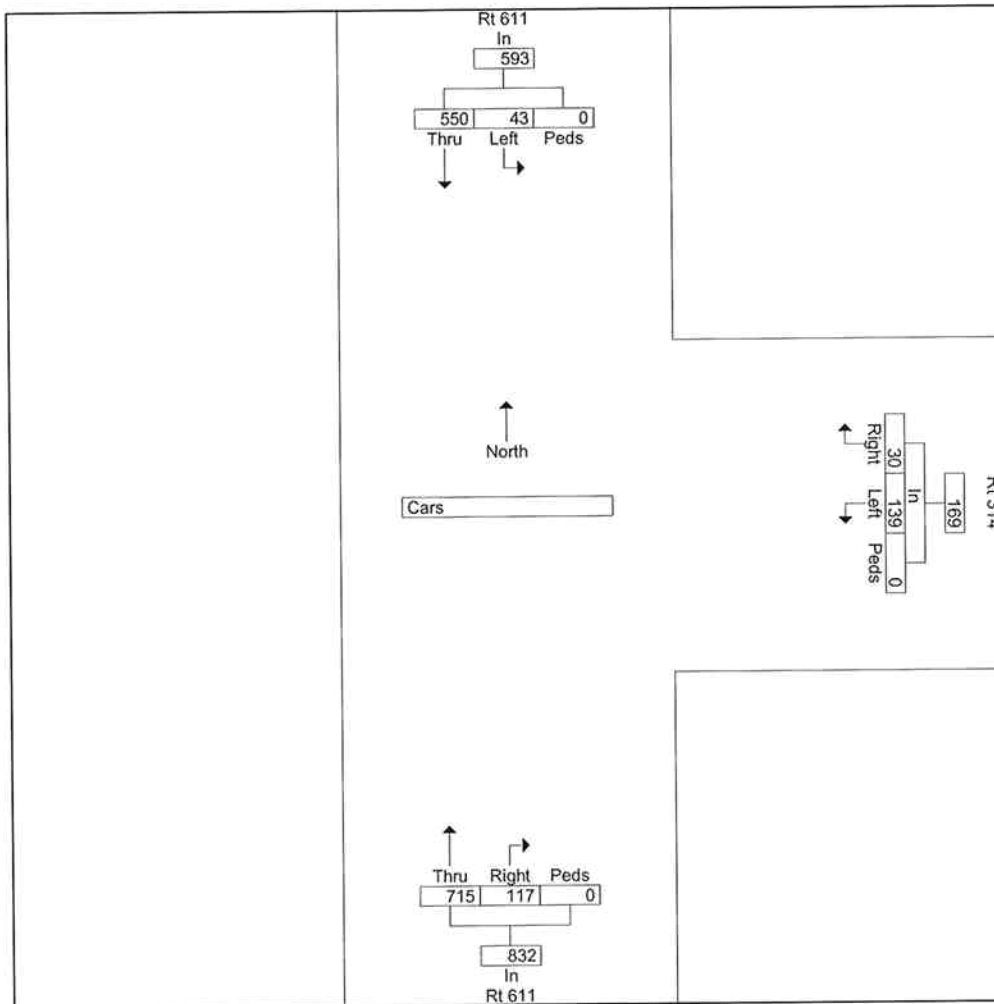 Rt 611
In
593
550 43 0
Thru Left Peds
North
Cars
Right Left Peds
30 139 0
In
169
Thru Right Peds
715 117 0
832
In
Rt 611